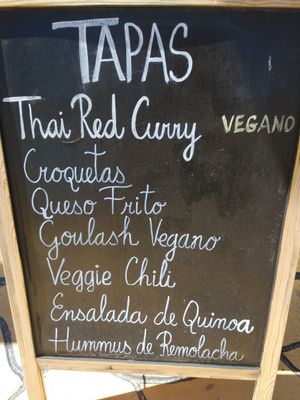 TAPAS
Thai Red Curry VEGANO
Croquetas
Queso Frito
Goulash Vegano
Veggie Chili
Ensalada de Quinoa
Hummus de Remolacha